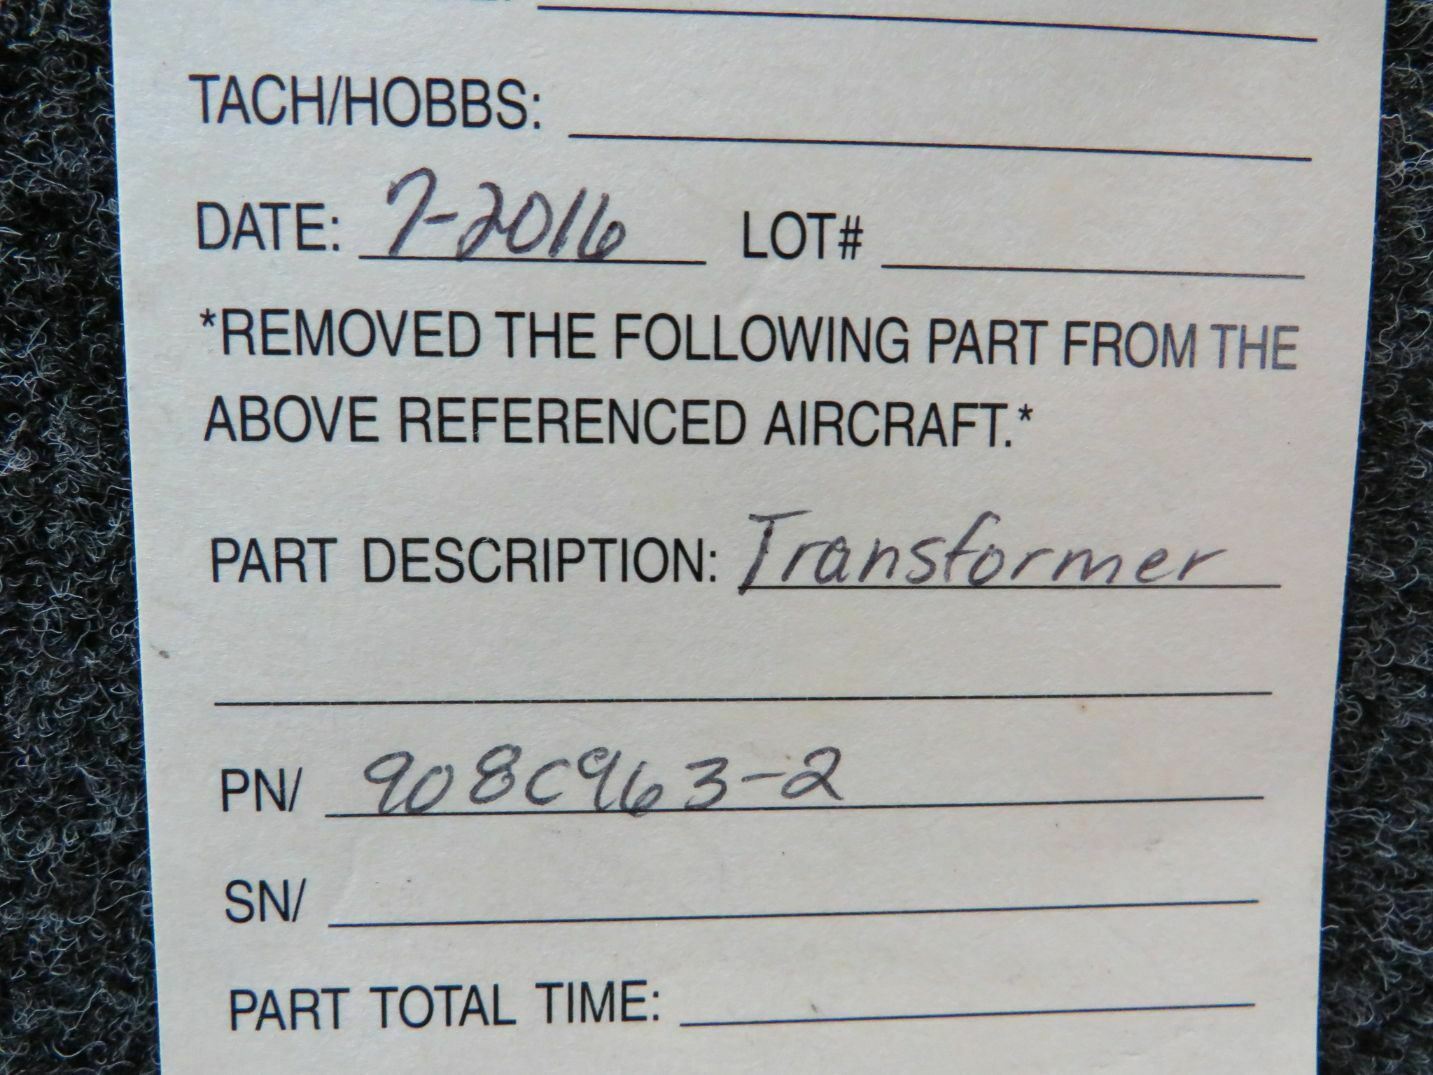 TACH/HOBBS:
DATE: 7-2016 LOT#
*REMOVED THE FOLLOWING PART FROM THE
ABOVE REFERENCED AIRCRAFT.*
PART DESCRIPTION: Transformer
PN/ 908C963-2
SN/
PART TOTAL TIME: